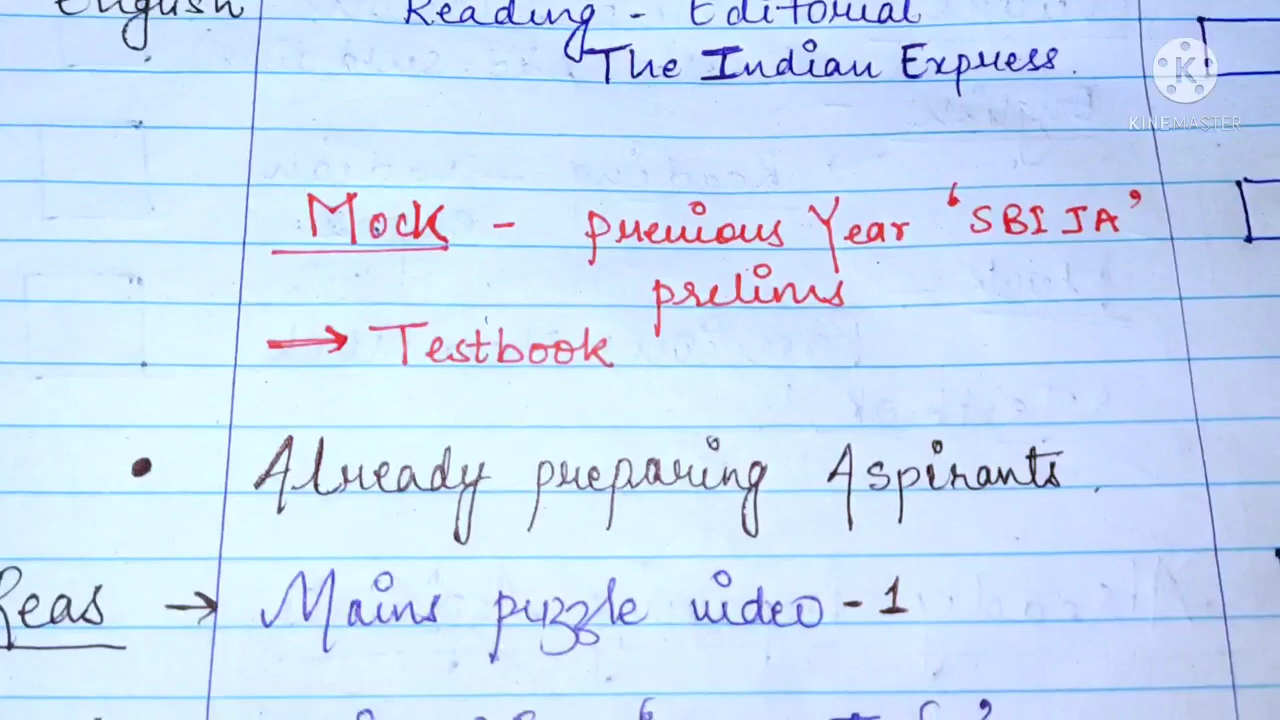 English Reading - Editorial
The Indian Express.
K
KINEMASTER
Mock - previous Year 'SBI JA'
prelims
→ Testbook
• Already preparing Aspirants.
Reas → Mains puzzle video - 1